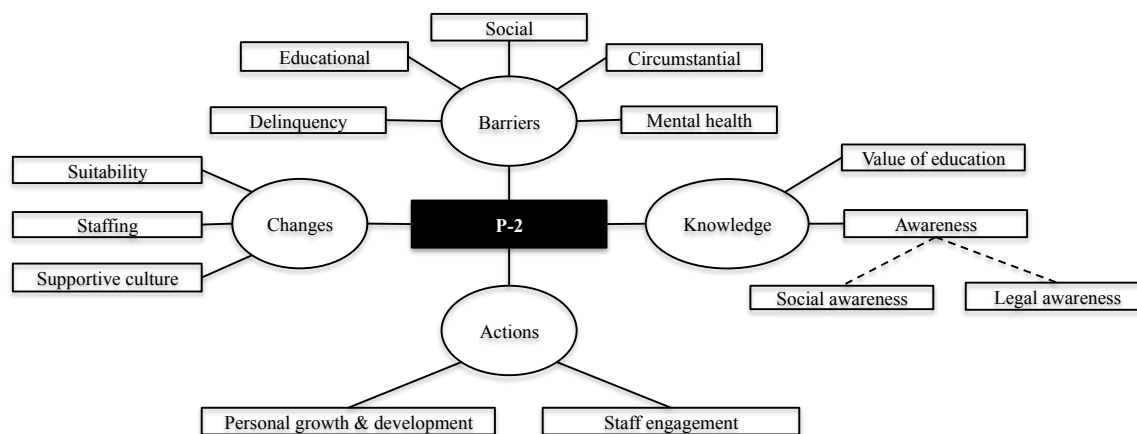 Social
Educational
Circumstantial
Delinquency
Barriers
Mental health
Suitability
Value of education
Staffing
Changes
P-2
Knowledge
Awareness
Supportive culture
Social awareness
Legal awareness
Actions
Personal growth & development
Staff engagement